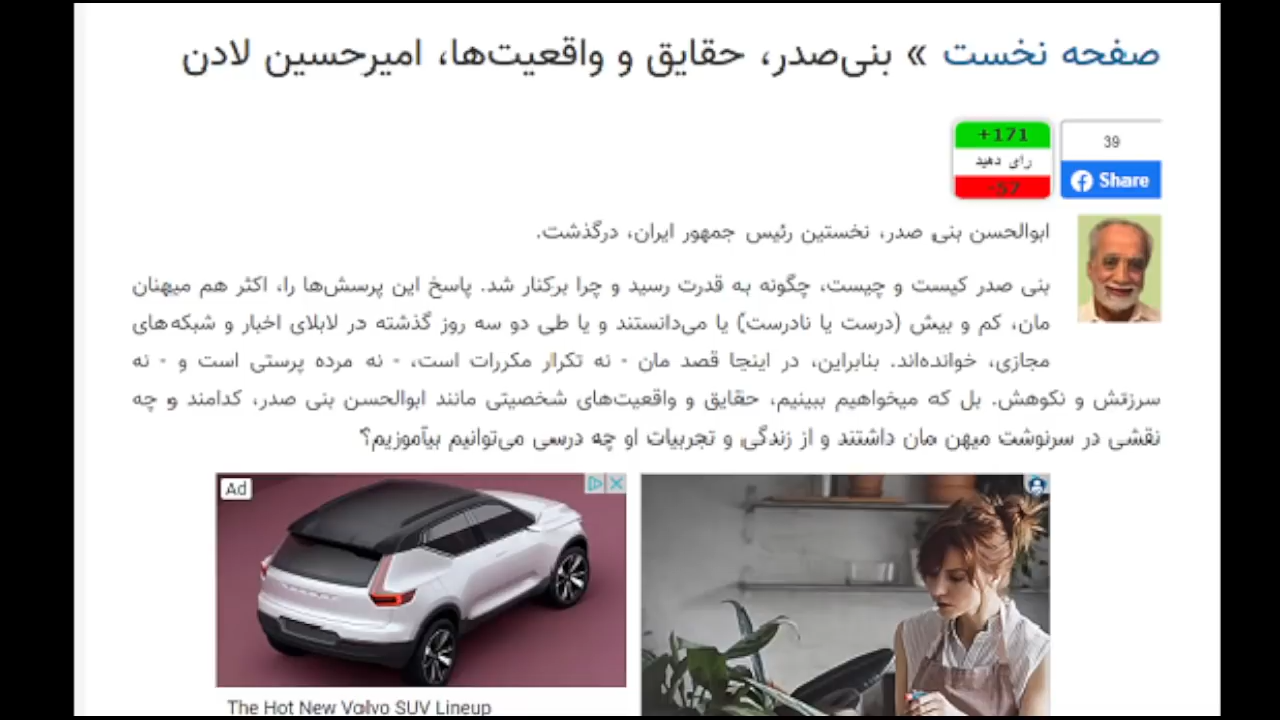 صفحه نخست » بنی‌صدر، حقایق و واقعیت‌ها، امیرحسین لادن
+171
39
رای دهید
Share
-57
ابوالحسن بنی صدر، نخستین رئیس جمهور ایران، درگذشت.
بنی صدر کیست و چیست، چگونه به قدرت رسید و چرا برکنار شد. پاسخ این پرسش‌ها را، اکثر هم میهنان
مان، کم و بیش (درست یا نادرست) یا می‌دانستند و یا طی دو سه روز گذشته در لابلای اخبار و شبکه‌های
مجازی، خوانده‌اند. بنابراین، در اینجا قصد مان - نه تکرار مکررات است، - نه مرده پرستی است و - نه
سرزتش و نکوهش. بل که میخواهیم ببینیم، حقایق و واقعیت‌های شخصیتی مانند ابوالحسن بنی صدر، کدامند و چه
نقشی در سرنوشت میهن مان داشتند و از زندگی و تجربیات او چه درسی می‌توانیم بیآموزیم؟
Ad
The Hot New Valvo SUV Lineup